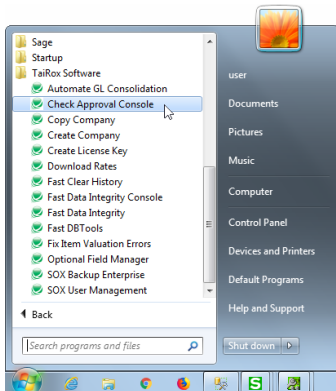 Sage
Startup
TaiRox Software
Automate GL Consolidation
Check Approval Console
Copy Company
Create Company
Create License Key
Download Rates
Fast Clear History
Fast Data Integrity Console
Fast Data Integrity
Fast DBTools
Fix Item Valuation Errors
Optional Field Manager
SOX Backup Enterprise
SOX User Management
Back
Search programs and files
user
Documents
Pictures
Music
Computer
Control Panel
Devices and Printers
Default Programs
Help and Support
Shut down
S